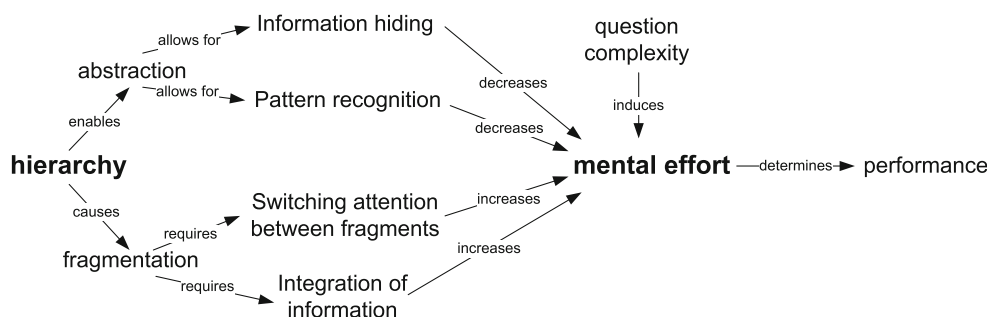 Information hiding
allows for
abstraction
allows for
Pattern recognition
enables
hierarchy
causes
fragmentation
requires
Switching attention
between fragments
requires
Integration of
information
decreases
decreases
increases
increases
question
complexity
induces
mental effort
determines
performance